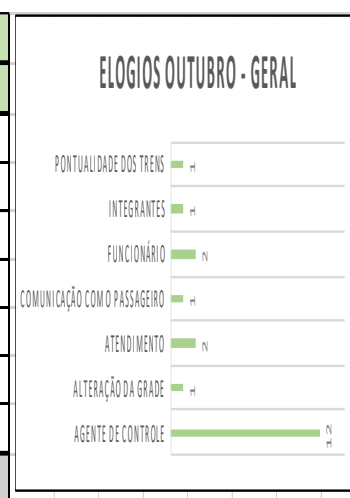 ELOGIOS OUTUBRO - GERAL
PONTUALIDADE DOS TRENS 1
INTEGRANTES 1
FUNCIONÁRIO 2
COMUNICAÇÃO COM O PASSAGEIRO 1
ATENDIMENTO 2
ALTERAÇÃO DA GRADE 1
AGENTE DE CONTROLE 12